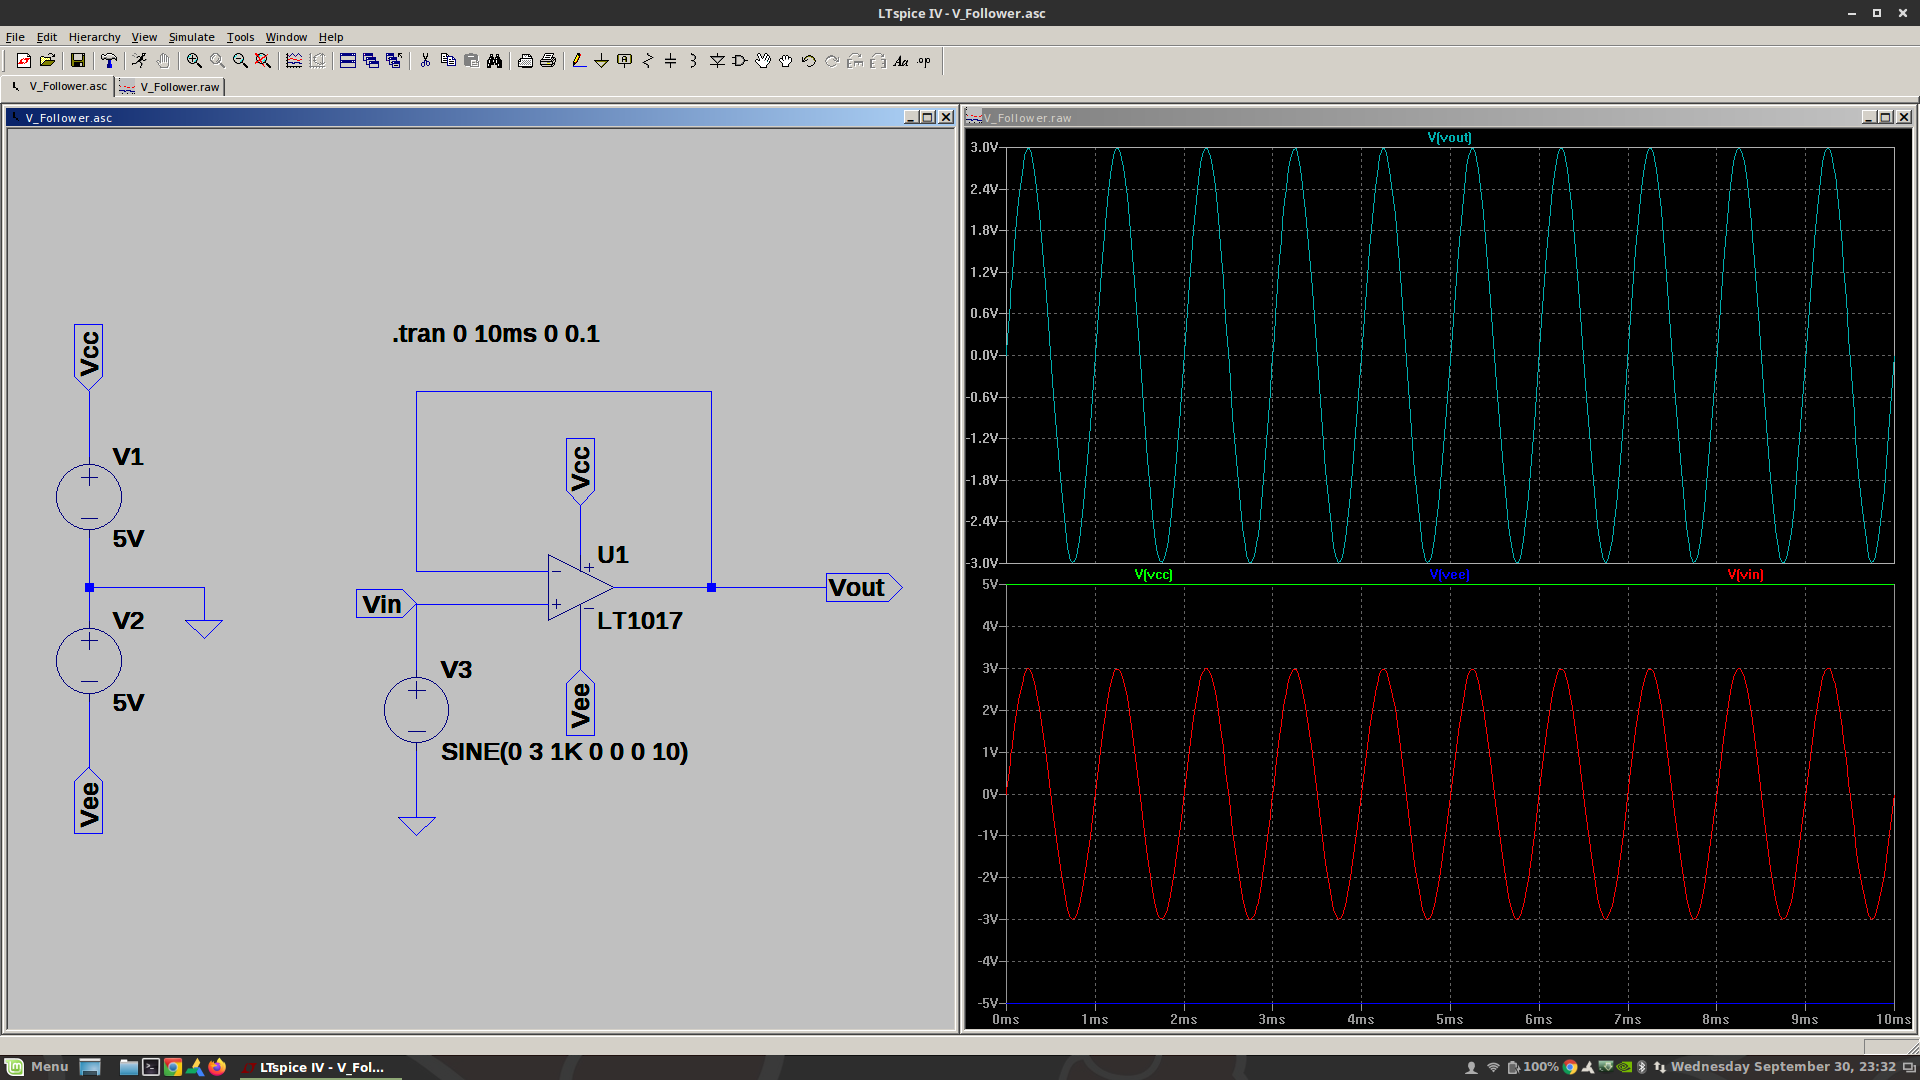 LTspice IV - V_Follower.asc
File Edit Hierarchy View Simulate Tools Window Help
V_Follower.asc V_Follower.raw
V_Follower.asc
Vcc
V1
5V
V2
5V
Vee
.tran 0 10ms 0 0.1
Vcc
U1
LT1017
Vin
Vout
V3
Vee
SINE(0 3 1K 0 0 0 10)
V_Follower.raw
V(vout)
3.0V
2.4V
1.8V
1.2V
0.6V
0.0V
-0.6V
-1.2V
-1.8V
-2.4V
-3.0V
V(vcc) V(vee) V(vin)
5V
4V
3V
2V
1V
0V
-1V
-2V
-3V
-4V
-5V
0ms 1ms 2ms 3ms 4ms 5ms 6ms 7ms 8ms 9ms 10ms
Menu LTspice IV - V_Fol... 100% Wednesday September 30, 23:32